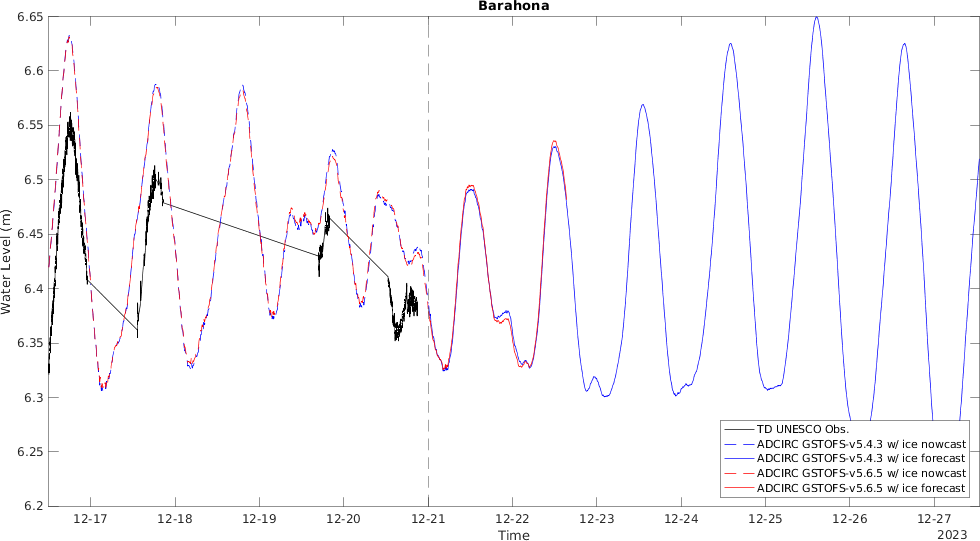 Barahona
Water Level (m)
6.65
6.6
6.55
6.5
6.45
6.4
6.35
6.3
6.25
6.2
TD UNESCO Obs.
ADCIRC GSTOFS-v5.4.3 w/ ice nowcast
ADCIRC GSTOFS-v5.4.3 w/ ice forecast
ADCIRC GSTOFS-v5.6.5 w/ ice nowcast
ADCIRC GSTOFS-v5.6.5 w/ ice forecast
12-17 12-18 12-19 12-20 12-21 12-22 12-23 12-24 12-25 12-26 12-27
Time 2023